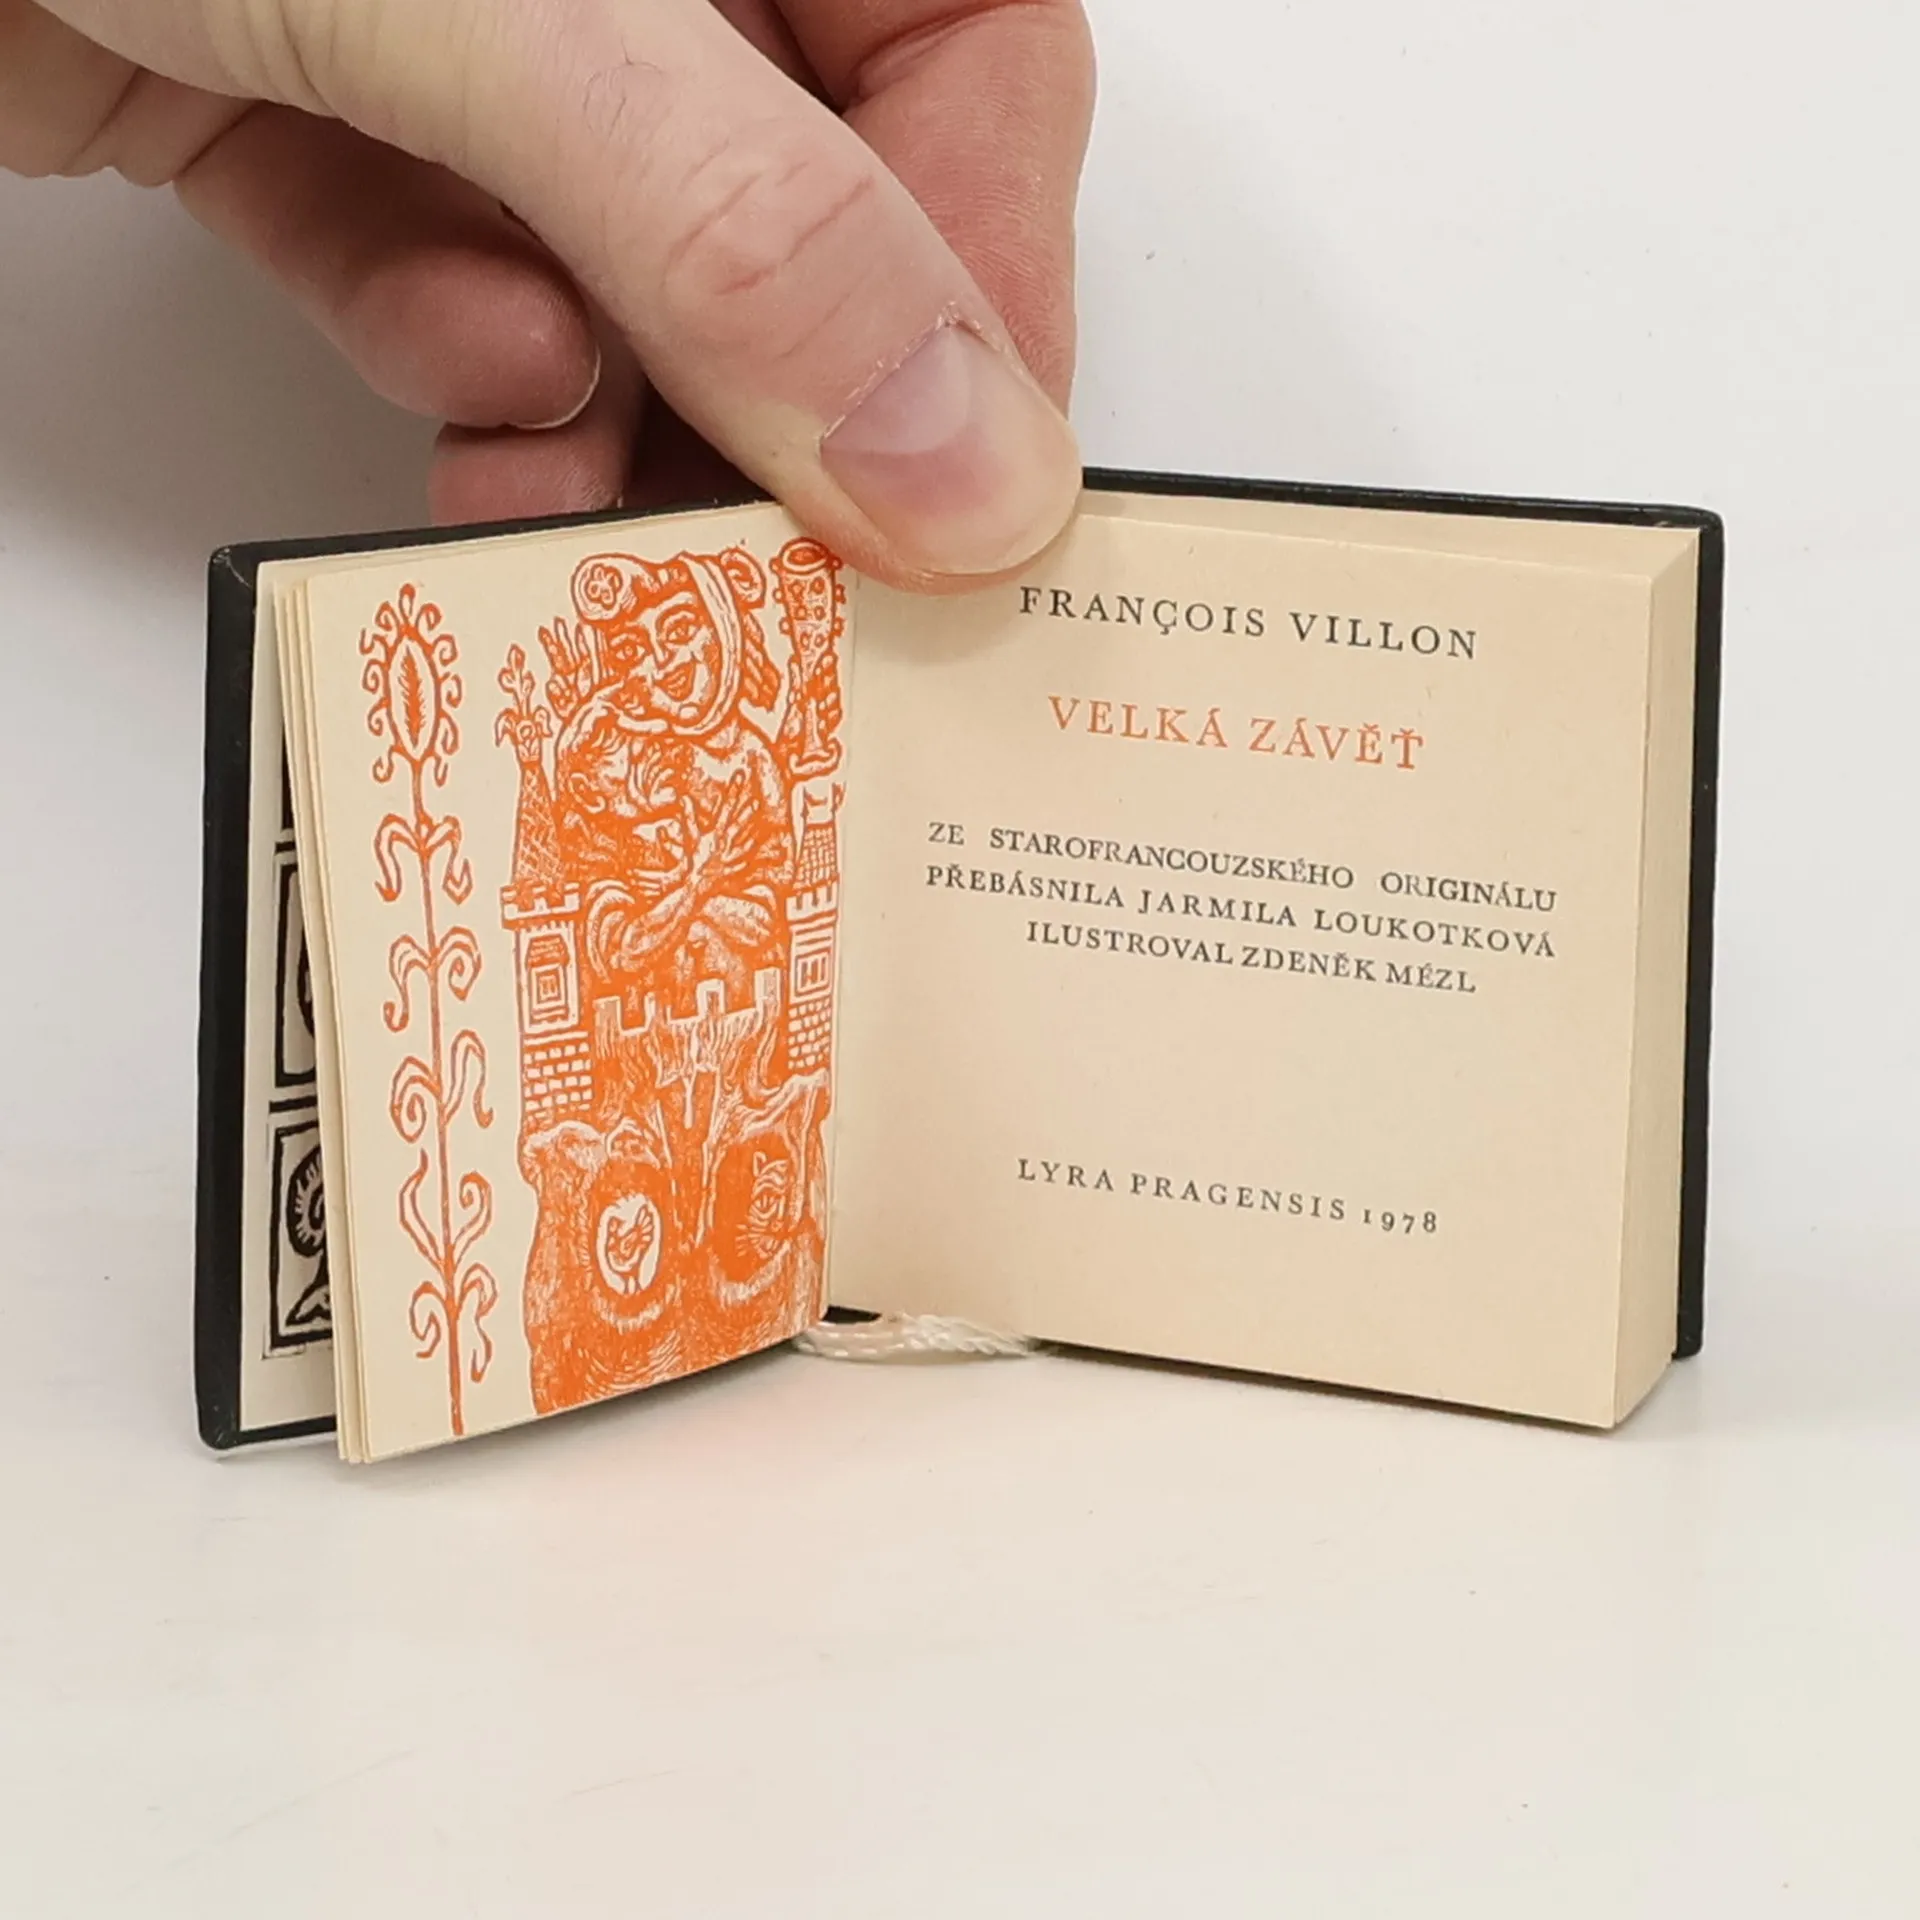 FRANÇOIS VILLON
VELKÁ ZÁVĚŤ
ZE STAROFRANCOUZSKÉHO ORIGINÁLU
PŘEBÁSNILA JARMILA LOUKOTKOVÁ
ILUSTROVAL ZDENĚK MÉZL
LYRA PRAGENSIS 1978